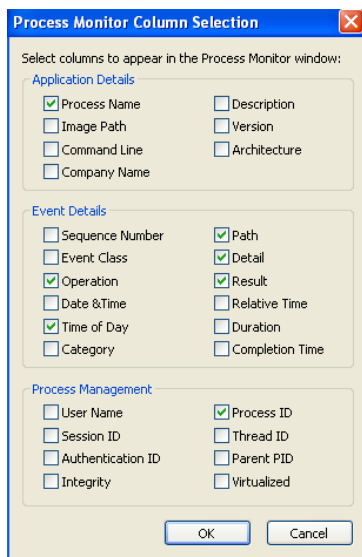 Process Monitor Column Selection
Select columns to appear in the Process Monitor window:
Application Details
Process Name
Description
Image Path
Version
Command Line
Architecture
Company Name
Event Details
Sequence Number
Path
Event Class
Detail
Operation
Result
Date &Time
Relative Time
Time of Day
Duration
Category
Completion Time
Process Management
User Name
Process ID
Session ID
Thread ID
Authentication ID
Parent PID
Integrity
Virtualized
OK
Cancel